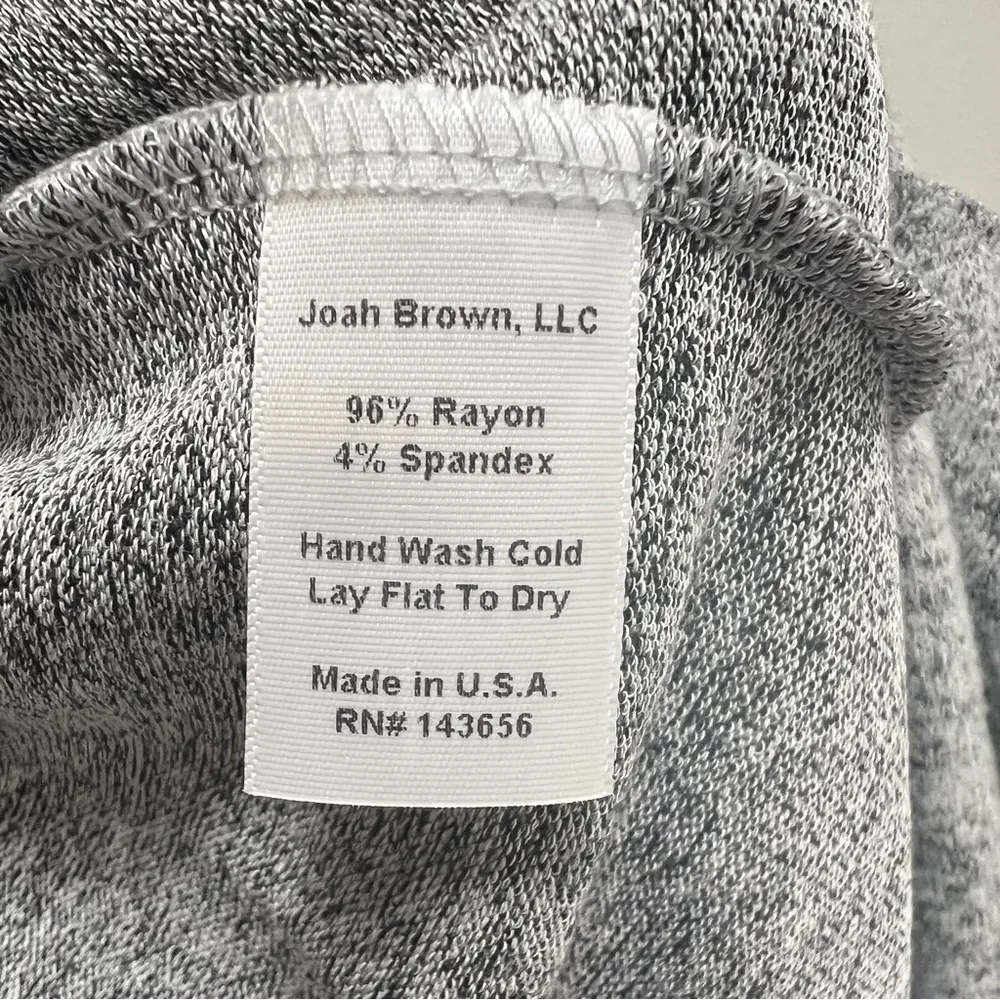 Joah Brown, LLC
96% Rayon
4% Spandex
Hand Wash Cold
Lay Flat To Dry
Made in U.S.A.
RN# 143656